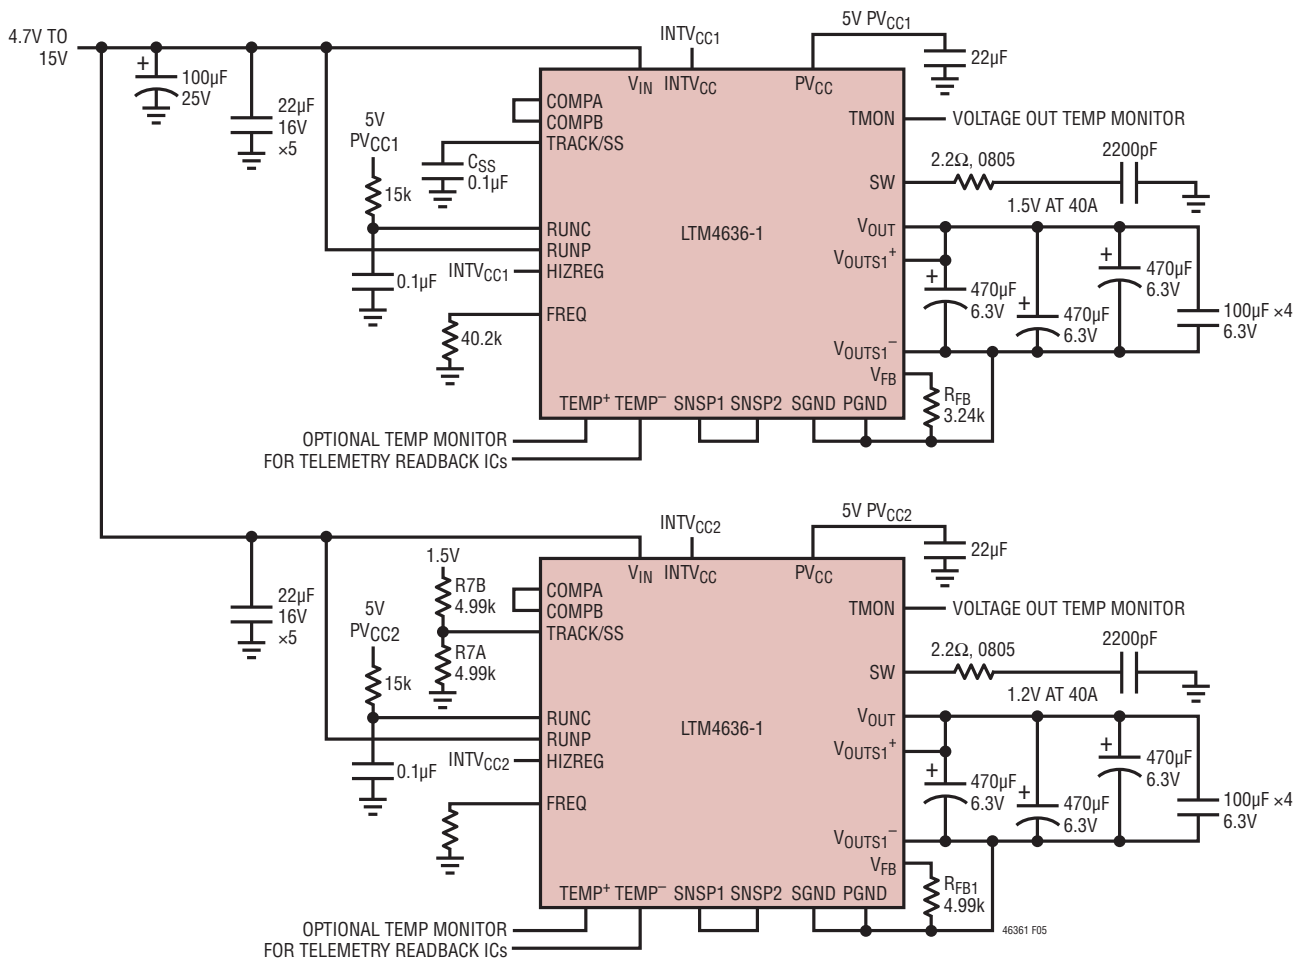 4.7V TO
15V
100µF
25V
22µF
16V
×5
5V
PVCC1
15k
0.1µF
CSS
0.1µF
INTVCC1
40.2k
INTVCC1
5V PVCC1
22µF
VIN INTVCC PVCC
COMPA
COMPB
TRACK/SS
RUNC
RUNP
HIZREG
FREQ
LTM4636-1
TMON
SW
VOUT
VOUTS1+
VOUTS1–
VFB
TEMP+ TEMP– SNSP1 SNSP2 SGND PGND
VOLTAGE OUT TEMP MONITOR
2.2Ω, 0805
2200pF
1.5V AT 40A
470µF
6.3V
470µF
6.3V
470µF
6.3V
100µF ×4
6.3V
RFB
3.24k
OPTIONAL TEMP MONITOR
FOR TELEMETRY READBACK ICs
22µF
16V
×5
5V
PVCC2
15k
0.1µF
1.5V
R7B
4.99k
R7A
4.99k
INTVCC2
INTVCC2
5V PVCC2
22µF
VIN INTVCC PVCC
COMPA
COMPB
TRACK/SS
RUNC
RUNP
HIZREG
FREQ
LTM4636-1
TMON
SW
VOUT
VOUTS1+
VOUTS1–
VFB
TEMP+ TEMP– SNSP1 SNSP2 SGND PGND
VOLTAGE OUT TEMP MONITOR
2.2Ω, 0805
2200pF
1.2V AT 40A
470µF
6.3V
470µF
6.3V
470µF
6.3V
100µF ×4
6.3V
RFB1
4.99k
46361 F05
OPTIONAL TEMP MONITOR
FOR TELEMETRY READBACK ICs